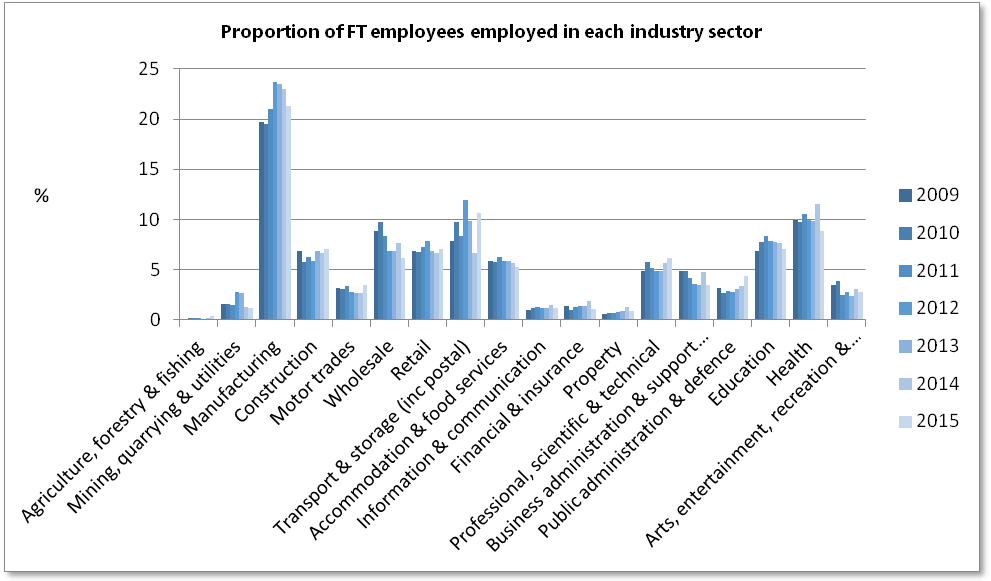 Proportion of FT employees employed in each industry sector
25
20
15
10
5
0
%
Agriculture, forestry & fishing
Mining, quarrying & utilities
Manufacturing
Construction
Motor trades
Wholesale
Retail
Transport & storage (inc postal)
Accommodation & food services
Information & communication
Financial & insurance
Property
Professional, scientific & technical
Business administration & support...
Public administration & defence
Education
Health
Arts, entertainment, recreation &...
2009
2010
2011
2012
2013
2014
2015